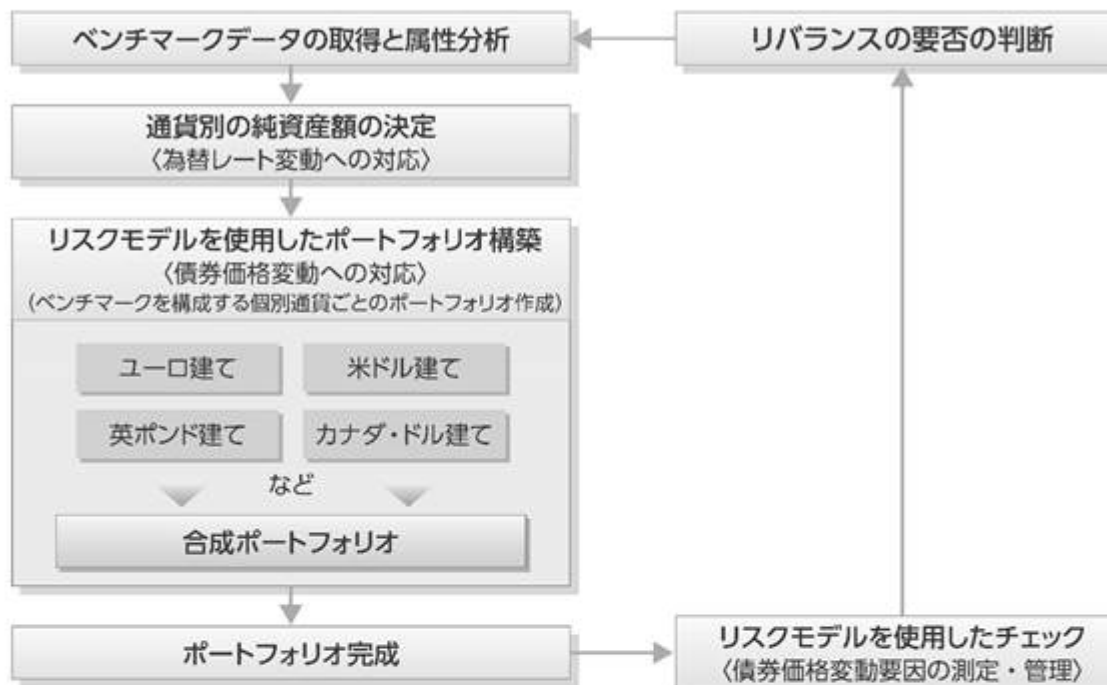 ベンチマークデータの取得と属性分析
リバランスの要否の判断
通貨別の純資産額の決定
〈為替レート変動への対応〉
リスクモデルを使用したポートフォリオ構築
〈債券価格変動への対応〉
(ベンチマークを構成する個別通貨ごとのポートフォリオ作成)
ユーロ建て
米ドル建て
英ポンド建て
カナダ・ドル建て
など
合成ポートフォリオ
ポートフォリオ完成
リスクモデルを使用したチェック
〈債券価格変動要因の測定・管理〉